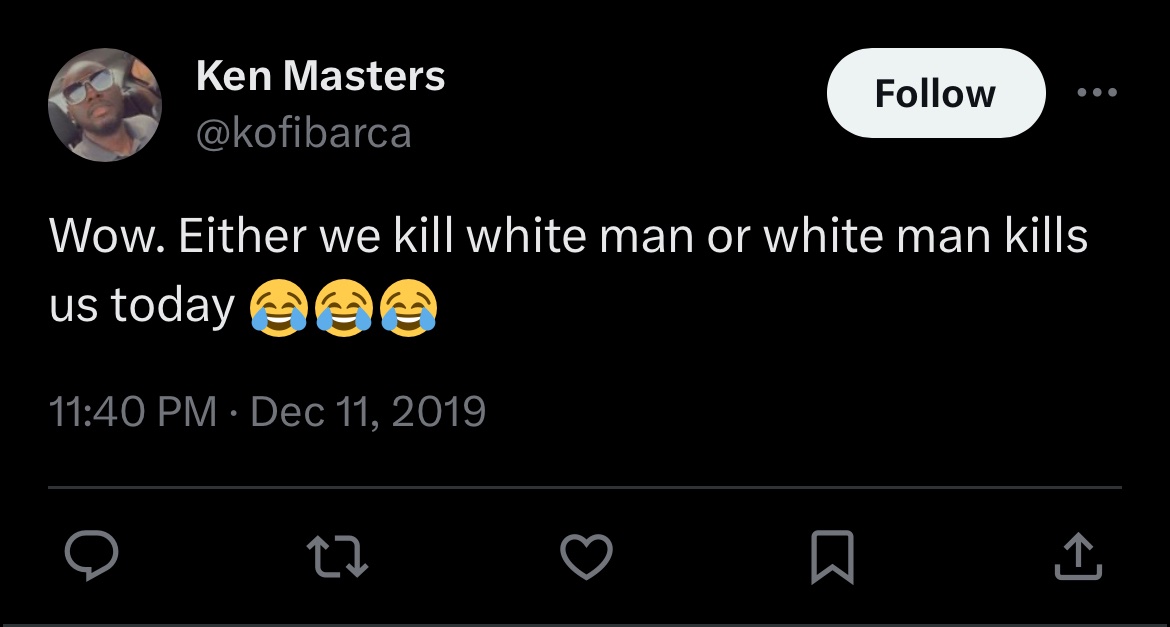 Ken Masters
Follow
@kofibarca
Wow. Either we kill white man or white man kills
us today 😂😂😂
11:40 PM · Dec 11, 2019